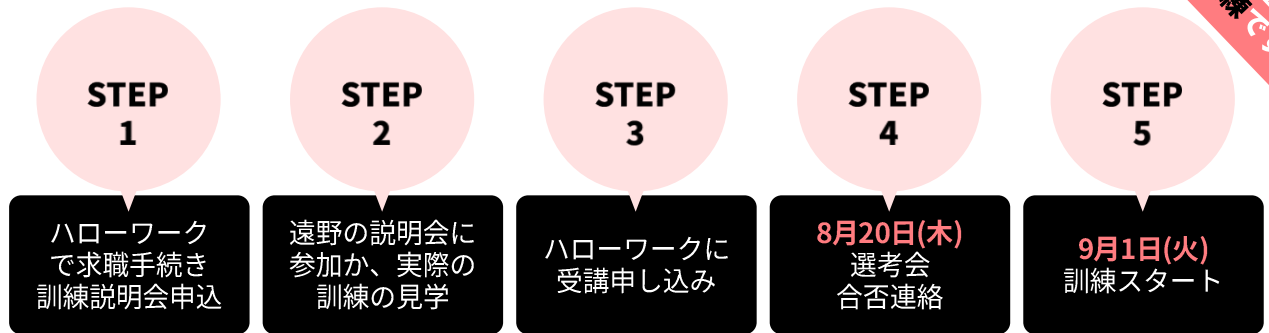 STEP
1
ハローワーク
で求職手続き
訓練説明会申込
STEP
2
遠野の説明会に
参加か、実際の
訓練の見学
STEP
3
ハローワークに
受講申し込み
STEP
4
8月20日(木)
選考会
合否連絡
STEP
5
9月1日(火)
訓練スタート
練で